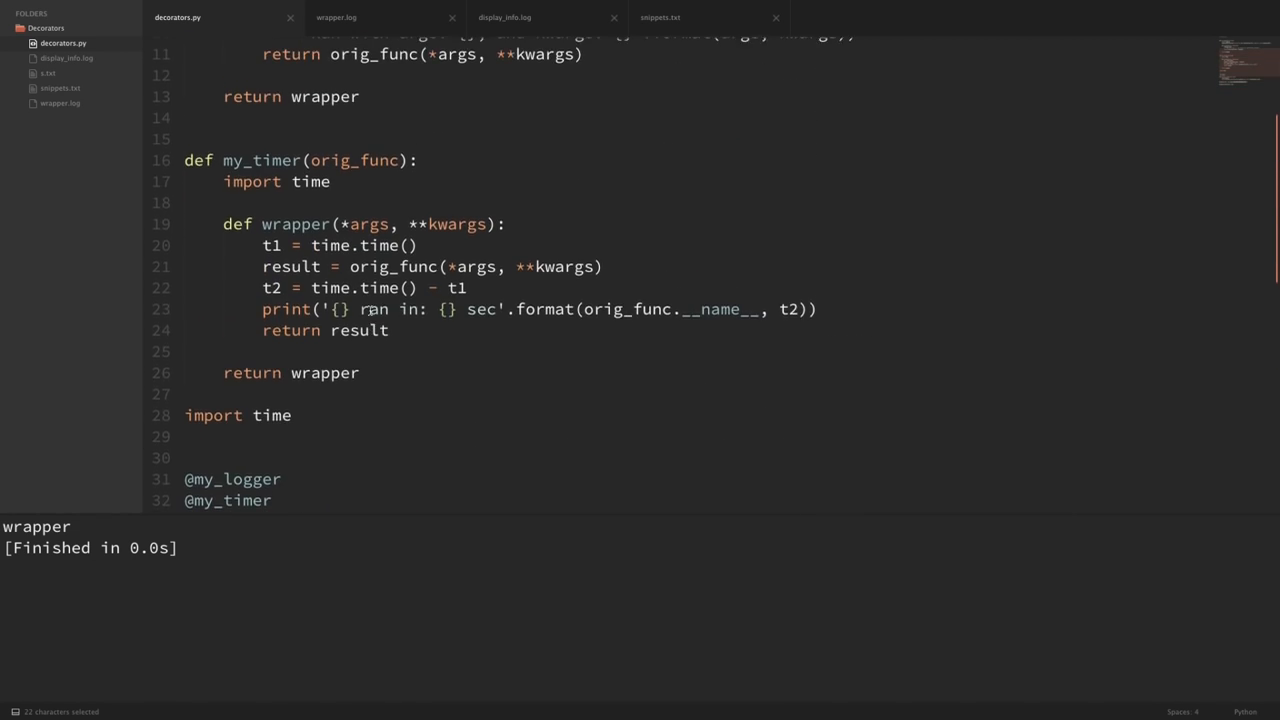 FOLDERS
Decorators
decorators.py
display_info.log
s.txt
snippets.txt
wrapper.log
decorators.py
wrapper.log
display_info.log
snippets.txt
11 return orig_func(*args, **kwargs)
12
13 return wrapper
14
15
16 def my_timer(orig_func):
17 import time
18
19 def wrapper(*args, **kwargs):
20 t1 = time.time()
21 result = orig_func(*args, **kwargs)
22 t2 = time.time() - t1
23 print('{} ran in: {} sec'.format(orig_func.__name__, t2))
24 return result
25
26 return wrapper
27
28 import time
29
30
31 @my_logger
32 @my_timer
wrapper
[Finished in 0.0s]
22 characters selected
Spaces: 4
Python